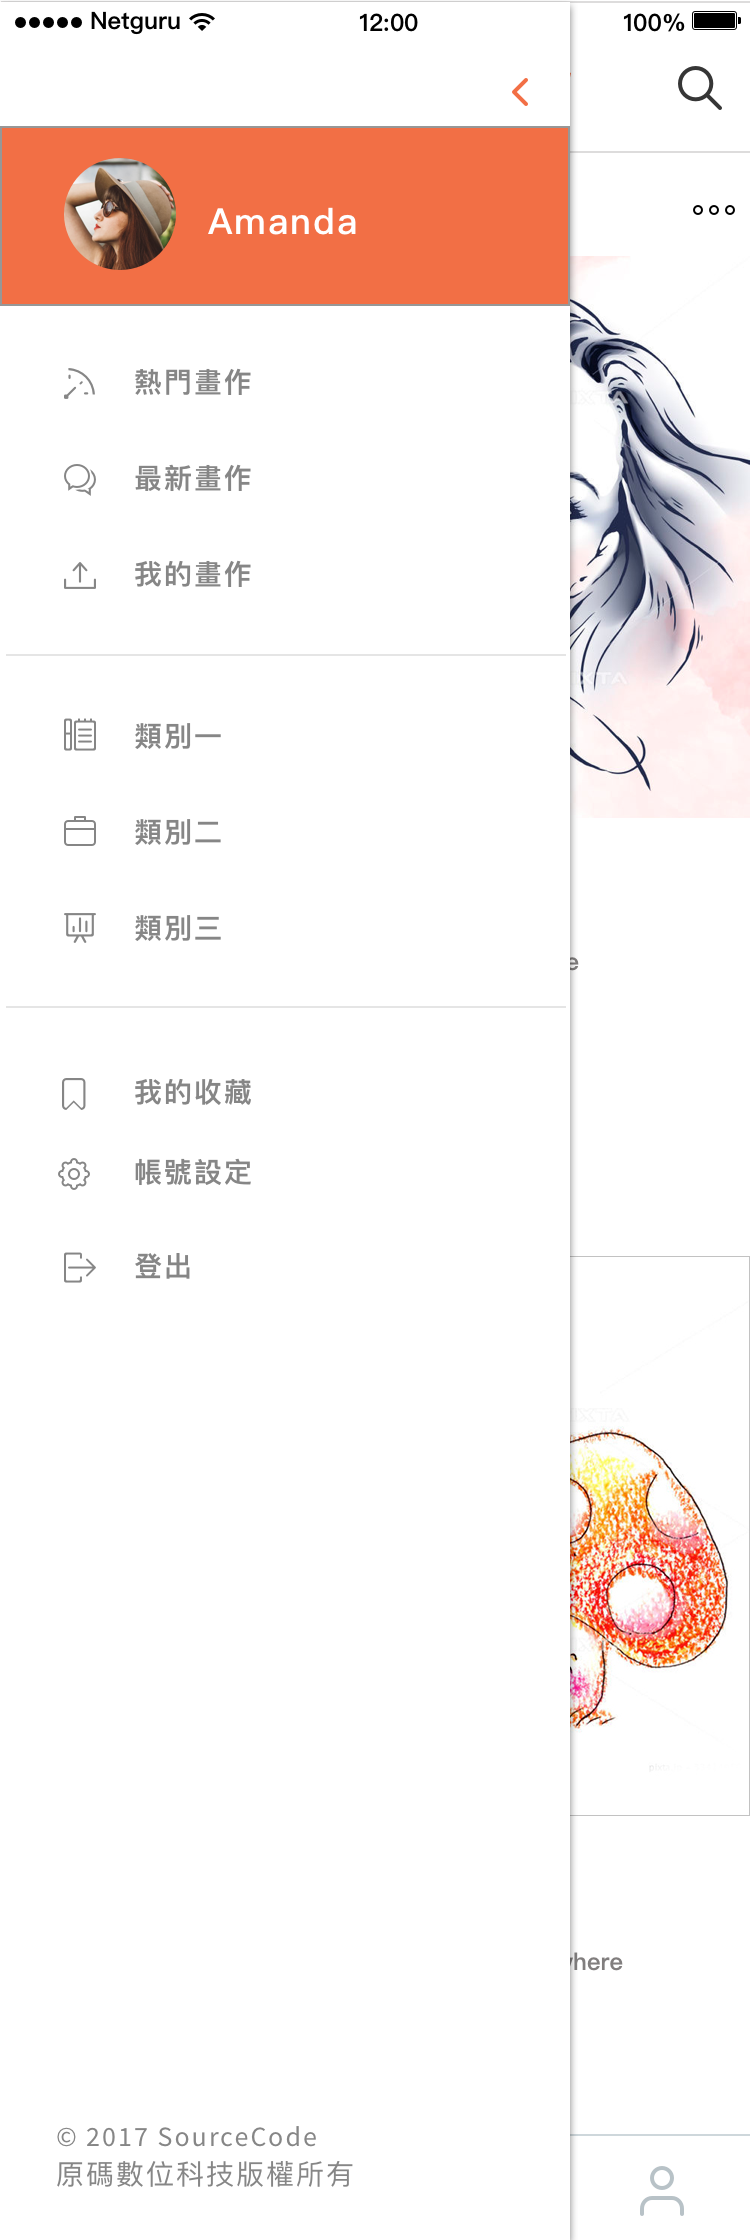 Netguru 12:00 100%
Amanda
熱門畫作
最新畫作
我的畫作
類別一
類別二
類別三
e
我的收藏
帳號設定
登出
here
© 2017 SourceCode
原碼數位科技版權所有